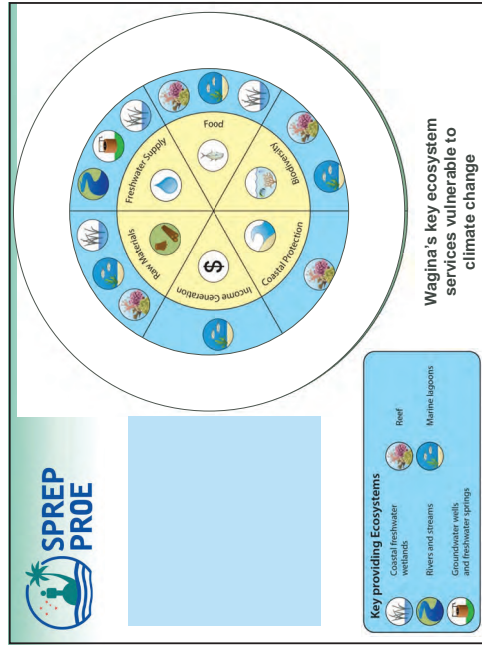 SPREP
PROE
Freshwater Supply
Food
Biodiversity
Coastal Protection
Income Generation
$
Raw Materials
Wagina's key ecosystem
services vulnerable to
climate change
Key providing Ecosystems
Coastal freshwater
wetlands
Rivers and streams
Groundwater wells
and freshwater springs
Reef
Marine lagoons